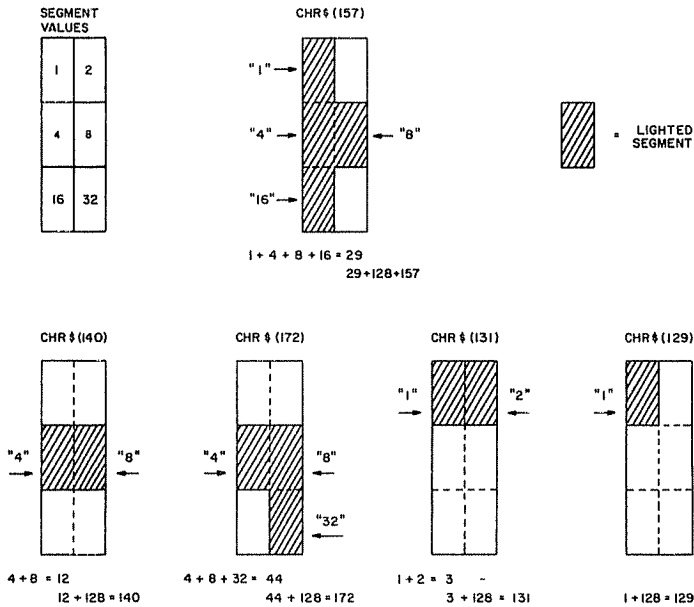 SEGMENT
VALUES
1 2
4 8
16 32
CHR$(157)
"1"
"4"
"8"
"16"
1 + 4 + 8 + 16 = 29
29+128+157
= LIGHTED
SEGMENT
CHR$(140)
"4"
"8"
4 + 8 = 12
12 + 128 = 140
CHR$(172)
"4"
"8"
"32"
4 + 8 + 32 = 44
44 + 128 = 172
CHR$(131)
"1"
"2"
1 + 2 = 3
3 + 128 = 131
CHR$(129)
"1"
1 + 128 = 129